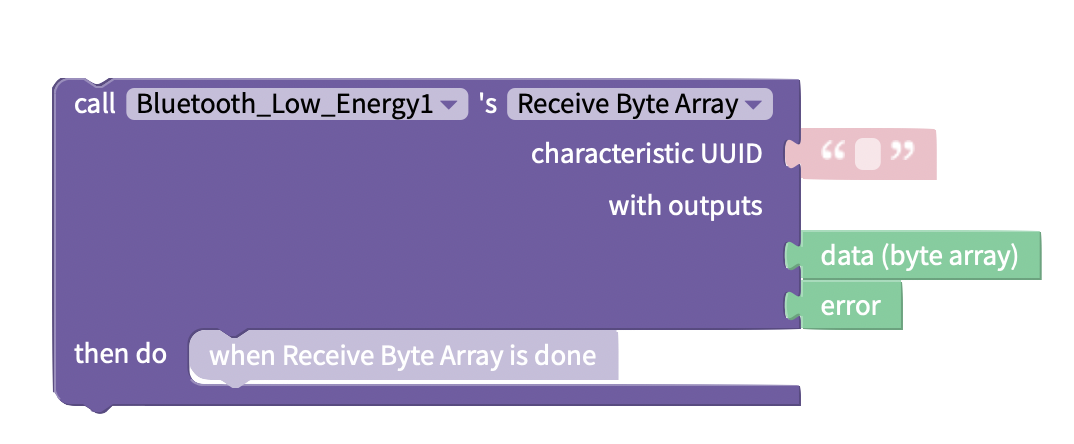 call Bluetooth_Low_Energy1 's Receive Byte Array
characteristic UUID “ ”
with outputs
data (byte array)
error
then do when Receive Byte Array is done